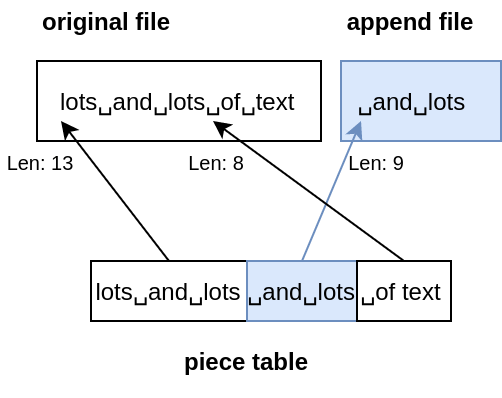 original file append file
lots␣and␣lots␣of␣text ␣and␣lots
Len: 13 Len: 8 Len: 9
lots␣and␣lots ␣and␣lots ␣of text
piece table